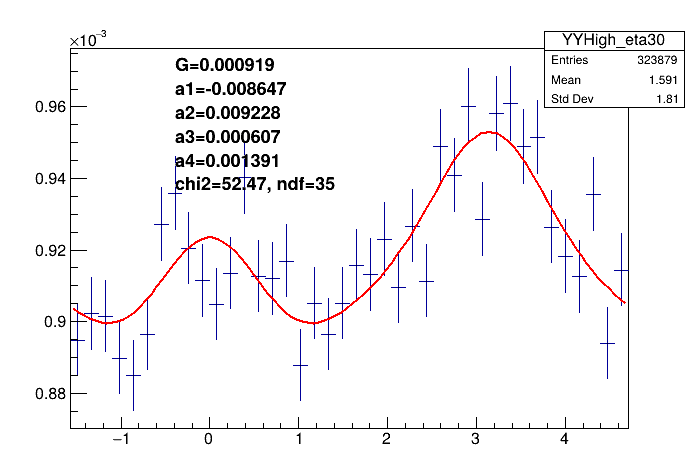 ×10⁻³
YYHigh_eta30
Entries 323879
Mean 1.591
Std Dev 1.81
G=0.000919
a1=-0.008647
a2=0.009228
a3=0.000607
a4=0.001391
chi2=52.47, ndf=35
0.96
0.94
0.92
0.9
0.88
−1 0 1 2 3 4